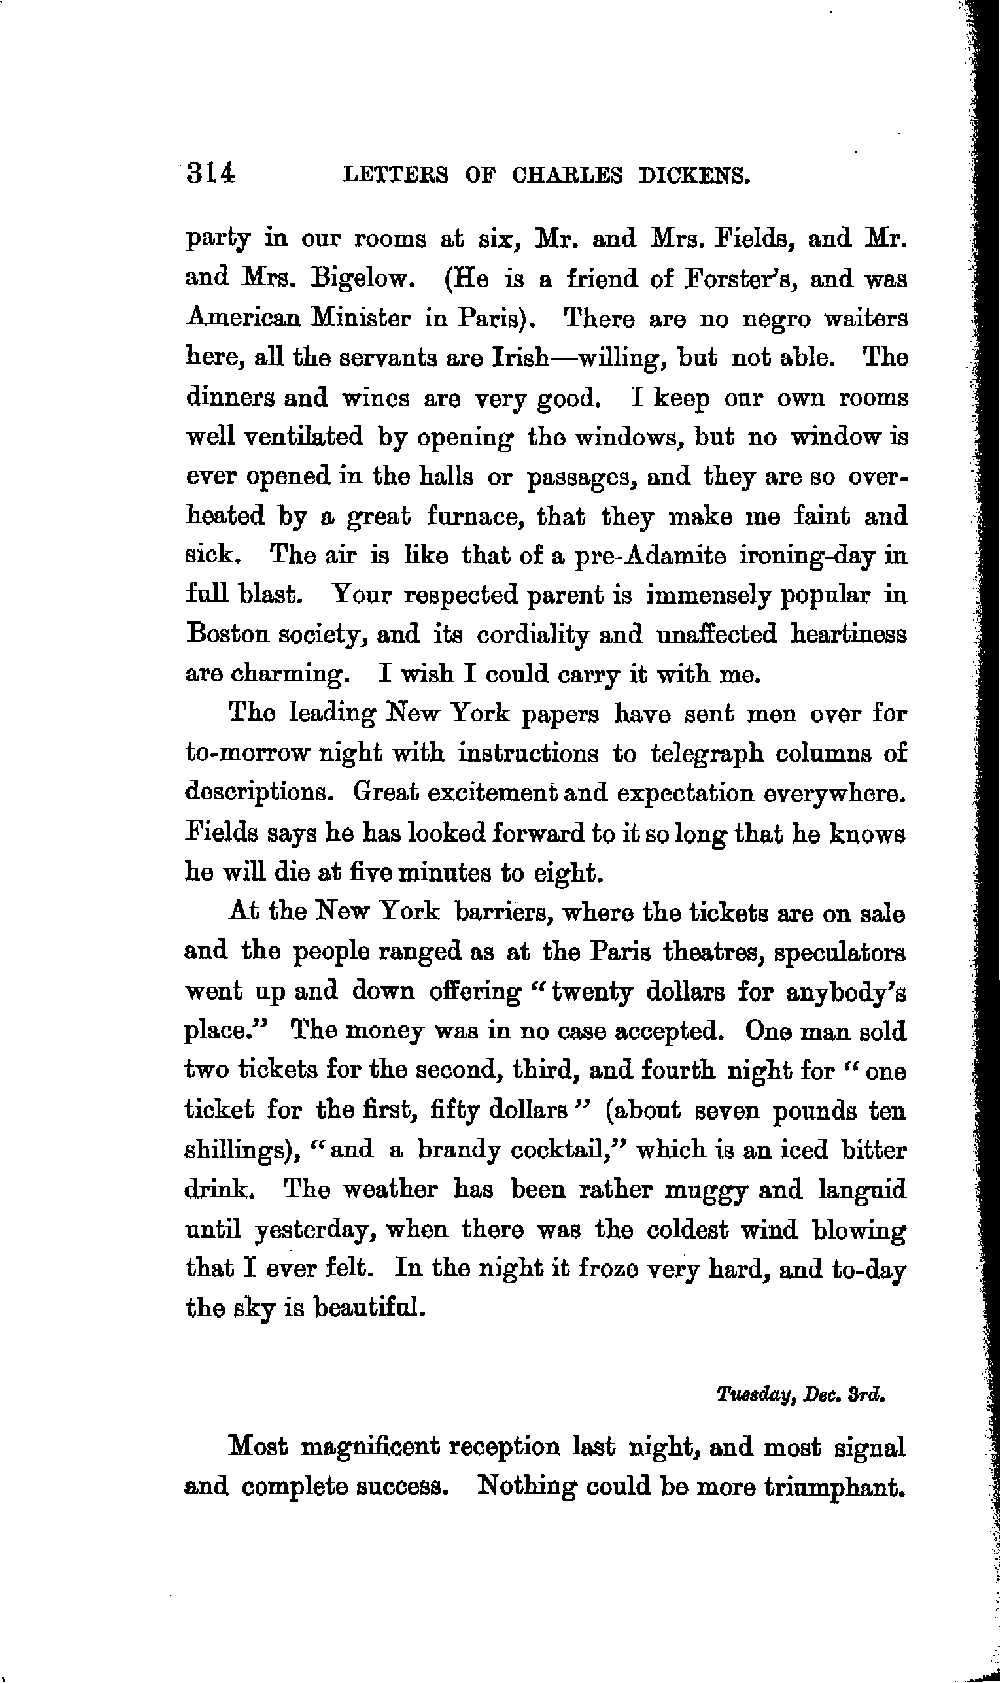 314 LETTERS OF CHARLES DICKENS.
party in our rooms at six, Mr. and Mrs. Fields, and Mr.
and Mrs. Bigelow. (He is a friend of Forster's, and was
American Minister in Paris). There are no negro waiters
here, all the servants are Irish—willing, but not able. The
dinners and wines are very good. I keep our own rooms
well ventilated by opening the windows, but no window is
ever opened in the halls or passages, and they are so over-
heated by a great furnace, that they make me faint and
sick. The air is like that of a pre-Adamite ironing-day in
full blast. Your respected parent is immensely popular in
Boston society, and its cordiality and unaffected heartiness
are charming. I wish I could carry it with me.
The leading New York papers have sent men over for
to-morrow night with instructions to telegraph columns of
descriptions. Great excitement and expectation everywhere.
Fields says he has looked forward to it so long that he knows
he will die at five minutes to eight.
At the New York barriers, where the tickets are on sale
and the people ranged as at the Paris theatres, speculators
went up and down offering "twenty dollars for anybody's
place." The money was in no case accepted. One man sold
two tickets for the second, third, and fourth night for "one
ticket for the first, fifty dollars" (about seven pounds ten
shillings), "and a brandy cocktail," which is an iced bitter
drink. The weather has been rather muggy and languid
until yesterday, when there was the coldest wind blowing
that I ever felt. In the night it froze very hard, and to-day
the sky is beautiful.
Tuesday, Dec. 3rd.
Most magnificent reception last night, and most signal
and complete success. Nothing could be more triumphant.